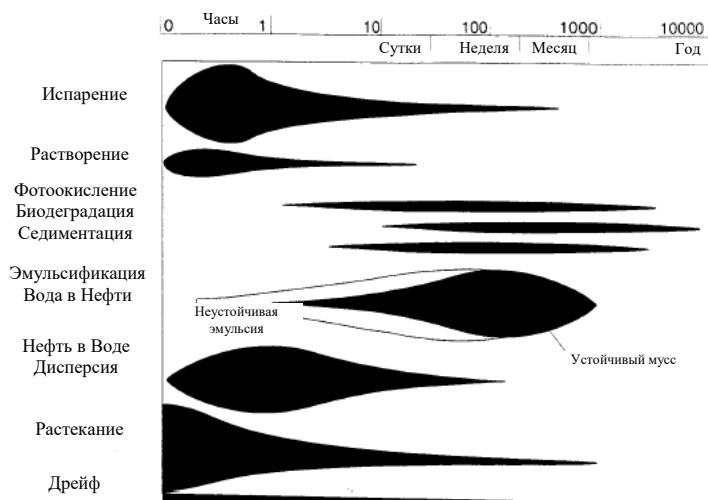 Часы
0 1 10 100 1000 10000
Сутки Неделя Месяц Год
Испарение
Растворение
Фотоокисление
Биодеградация
Седиментация
Эмульсификация
Вода в Нефти
Неустойчивая
эмульсия
Устойчивый мусс
Нефть в Воде
Дисперсия
Растекание
Дрейф